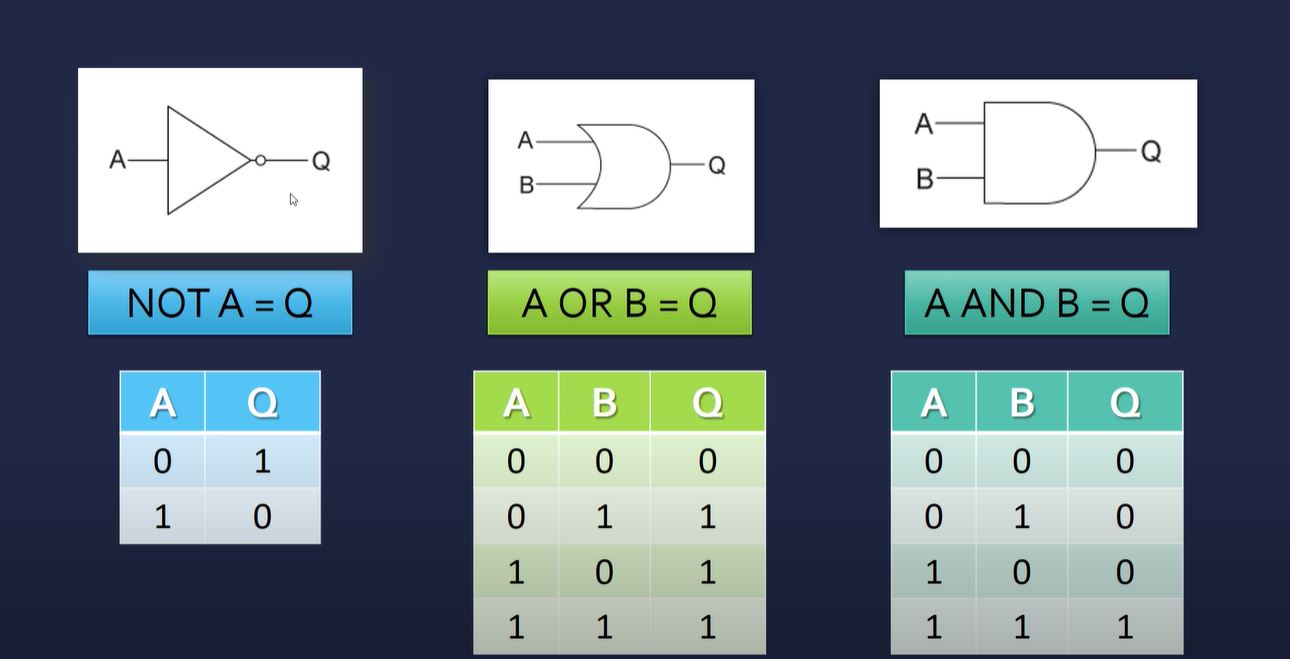 A Q
NOT A = Q
A Q
0 1
1 0
A
B
Q
A OR B = Q
A B Q
0 0 0
0 1 1
1 0 1
1 1 1
A
B
Q
A AND B = Q
A B Q
0 0 0
0 1 0
1 0 0
1 1 1